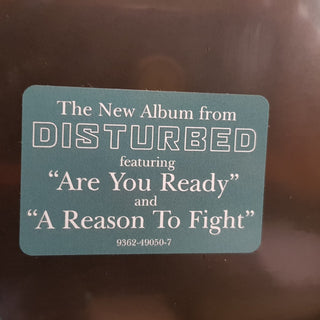 The New Album from
DISTURBED
featuring
“Are You Ready”
and
“A Reason To Fight”
9362-49050-7